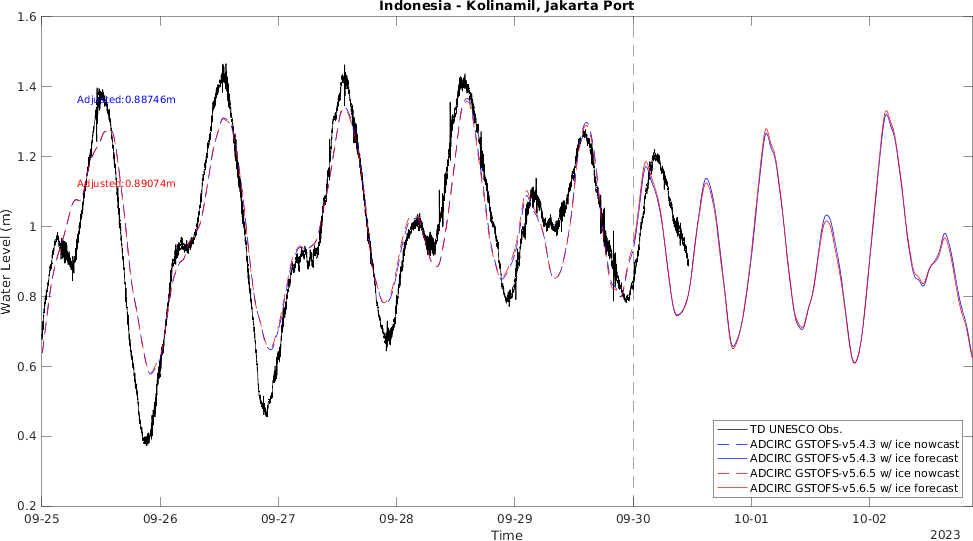 Indonesia - Kolinamil, Jakarta Port
1.6
1.4
1.2
1
0.8
0.6
0.4
0.2
Water Level (m)
Adjusted:0.88746m
Adjusted:0.89074m
TD UNESCO Obs.
ADCIRC GSTOFS-v5.4.3 w/ ice nowcast
ADCIRC GSTOFS-v5.4.3 w/ ice forecast
ADCIRC GSTOFS-v5.6.5 w/ ice nowcast
ADCIRC GSTOFS-v5.6.5 w/ ice forecast
09-25 09-26 09-27 09-28 09-29 09-30 10-01 10-02
Time
2023